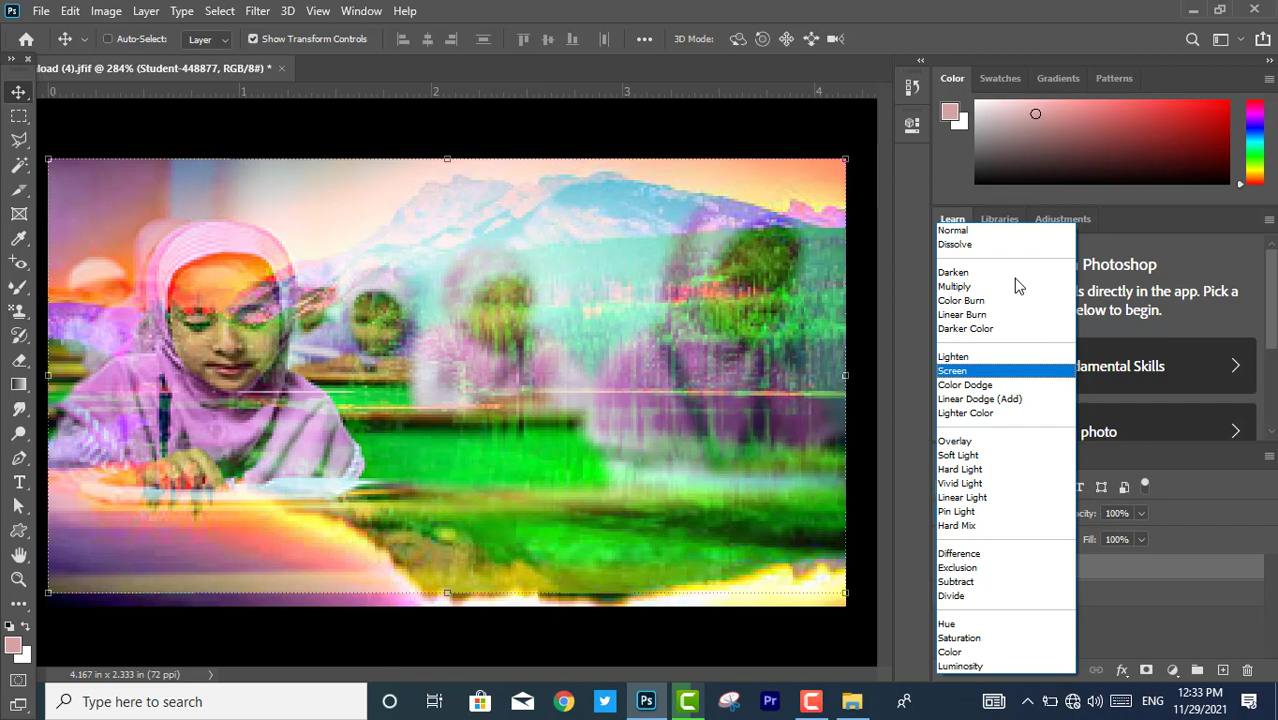 Ps File Edit Image Layer Type Select Filter 3D View Window Help
Auto-Select: Layer Show Transform Controls 3D Mode:
load (4).jfif @ 284% (Student-448877, RGB/8#) *
0 1 2 3 4
Color Swatches Gradients Patterns
Learn Libraries Adjustments
Normal
Dissolve
Darken
Multiply
Color Burn
Linear Burn
Darker Color
Lighten
Screen
Color Dodge
Linear Dodge (Add)
Lighter Color
Overlay
Soft Light
Hard Light
Vivid Light
Linear Light
Pin Light
Hard Mix
Difference
Exclusion
Subtract
Divide
Hue
Saturation
Color
Luminosity
Photoshop
directly in the app. Pick a
below to begin.
damental Skills
photo
acity: 100%
Fill: 100%
4.167 in x 2.333 in (72 ppi)
Type here to search
Ps
Pr
ENG
12:33 PM
11/29/2021